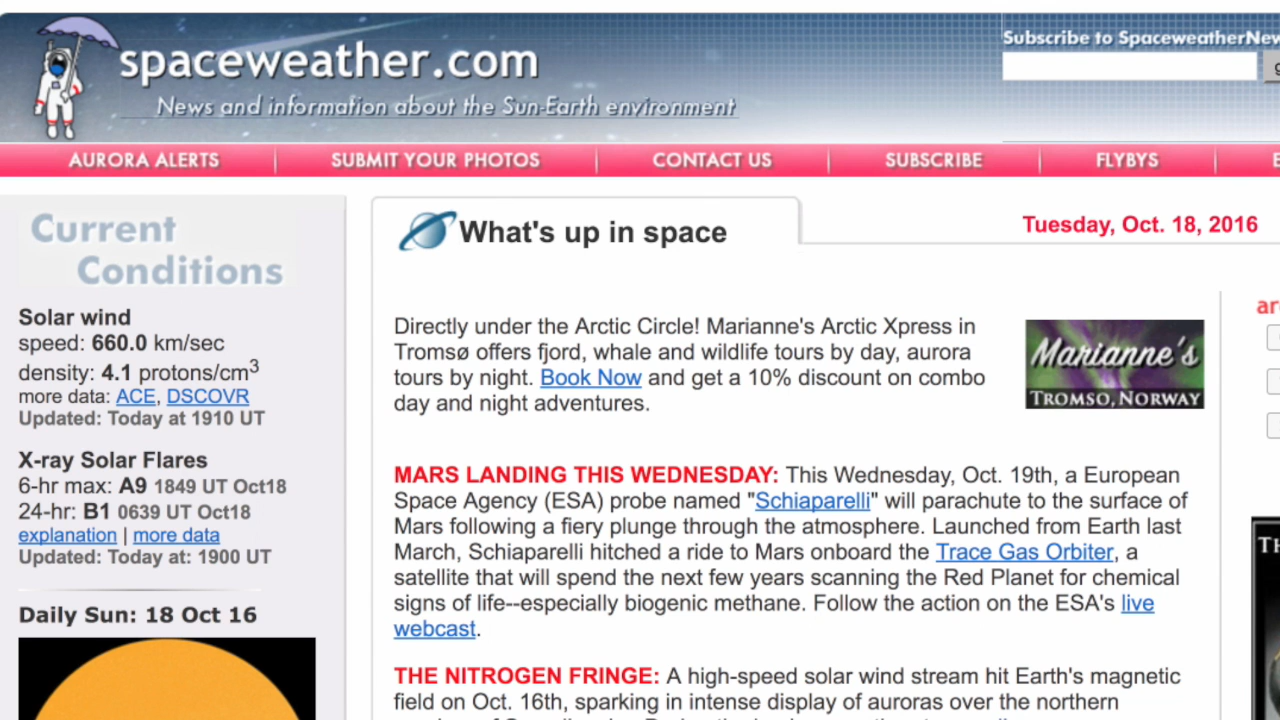 Subscribe to SpaceweatherNew
spaceweather.com
News and information about the Sun-Earth environment
AURORA ALERTS SUBMIT YOUR PHOTOS CONTACT US SUBSCRIBE FLYBYS
Current
Conditions
Solar wind
speed: 660.0 km/sec
density: 4.1 protons/cm3
more data: ACE, DSCOVR
Updated: Today at 1910 UT
X-ray Solar Flares
6-hr max: A9 1849 UT Oct18
24-hr: B1 0639 UT Oct18
explanation | more data
Updated: Today at: 1900 UT
Daily Sun: 18 Oct 16
What's up in space
Tuesday, Oct. 18, 2016
Directly under the Arctic Circle! Marianne's Arctic Xpress in
Tromsø offers fjord, whale and wildlife tours by day, aurora
tours by night. Book Now and get a 10% discount on combo
day and night adventures.
Marianne's
TROMSO, NORWAY
MARS LANDING THIS WEDNESDAY: This Wednesday, Oct. 19th, a European
Space Agency (ESA) probe named "Schiaparelli" will parachute to the surface of
Mars following a fiery plunge through the atmosphere. Launched from Earth last
March, Schiaparelli hitched a ride to Mars onboard the Trace Gas Orbiter, a
satellite that will spend the next few years scanning the Red Planet for chemical
signs of life--especially biogenic methane. Follow the action on the ESA's live
webcast.
THE NITROGEN FRINGE: A high-speed solar wind stream hit Earth's magnetic
field on Oct. 16th, sparking in intense display of auroras over the northern